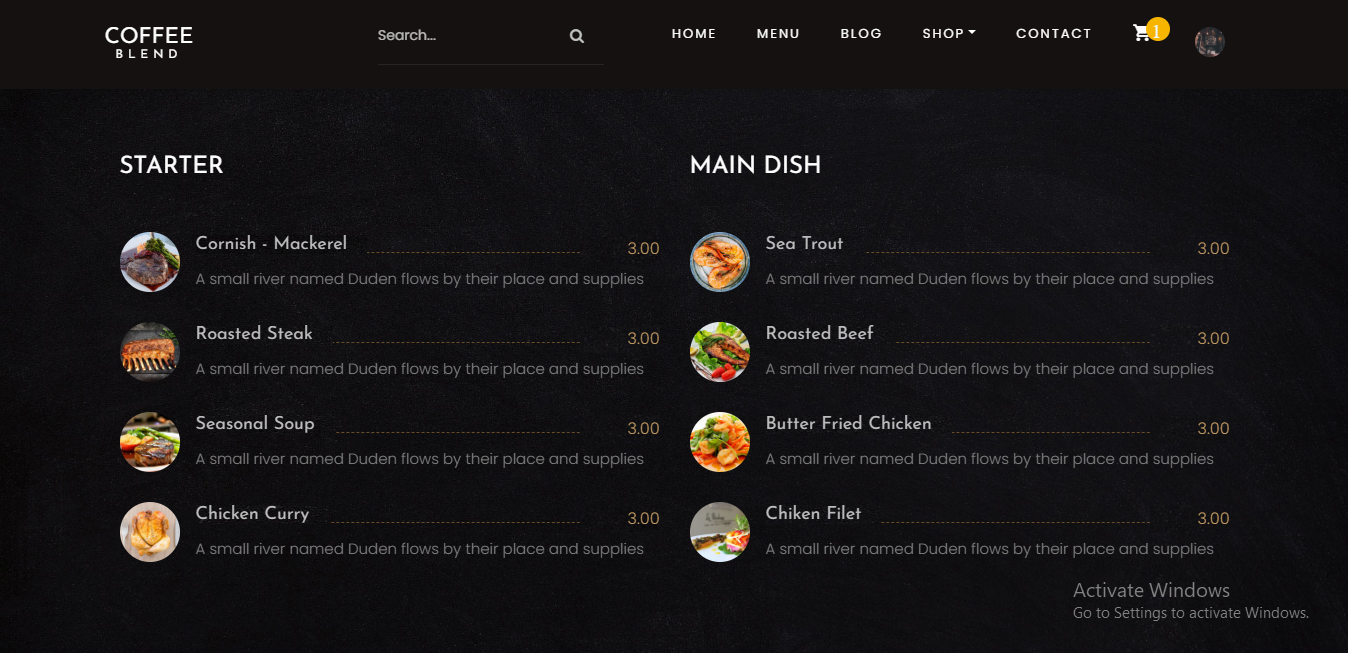 COFFEE
BLEND
Search...
HOME MENU BLOG SHOP CONTACT 1
STARTER
Cornish - Mackerel 3.00
A small river named Duden flows by their place and supplies
Roasted Steak 3.00
A small river named Duden flows by their place and supplies
Seasonal Soup 3.00
A small river named Duden flows by their place and supplies
Chicken Curry 3.00
A small river named Duden flows by their place and supplies
MAIN DISH
Sea Trout 3.00
A small river named Duden flows by their place and supplies
Roasted Beef 3.00
A small river named Duden flows by their place and supplies
Butter Fried Chicken 3.00
A small river named Duden flows by their place and supplies
Chiken Filet 3.00
A small river named Duden flows by their place and supplies
Activate Windows
Go to Settings to activate Windows.